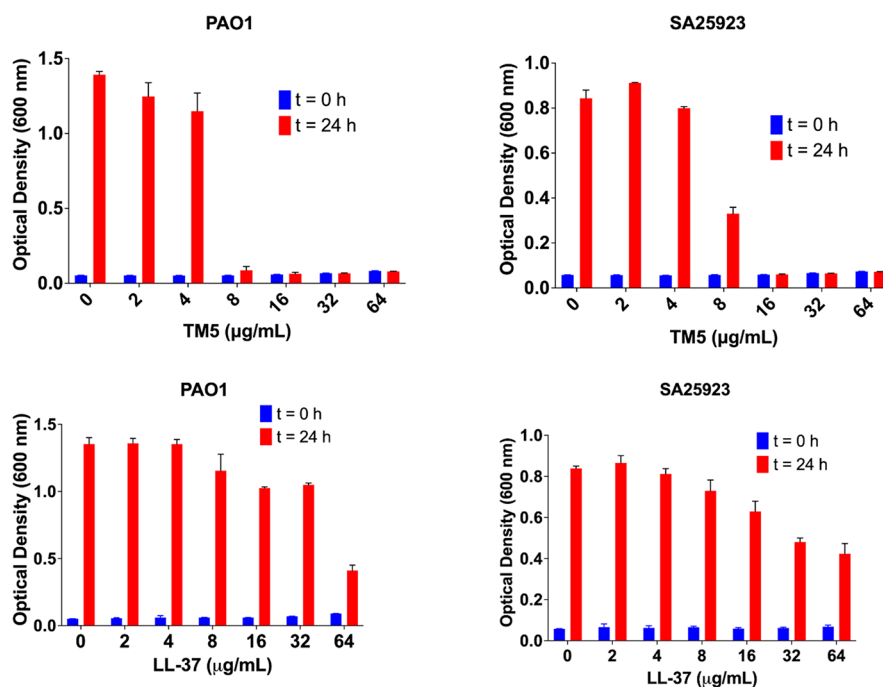 PAO1
Optical Density (600 nm)
1.5
1.0
0.5
0.0
t = 0 h
t = 24 h
0 2 4 8 16 32 64
TM5 (µg/mL)
SA25923
Optical Density (600 nm)
1.0
0.8
0.6
0.4
0.2
0.0
t = 0 h
t = 24 h
0 2 4 8 16 32 64
TM5 (µg/mL)
PAO1
Optical Density (600 nm)
1.5
1.0
0.5
0.0
t = 0 h
t = 24 h
0 2 4 8 16 32 64
LL-37 (µg/mL)
SA25923
Optical Density (600 nm)
1.0
0.8
0.6
0.4
0.2
0.0
t = 0 h
t = 24 h
0 2 4 8 16 32 64
LL-37 (µg/mL)